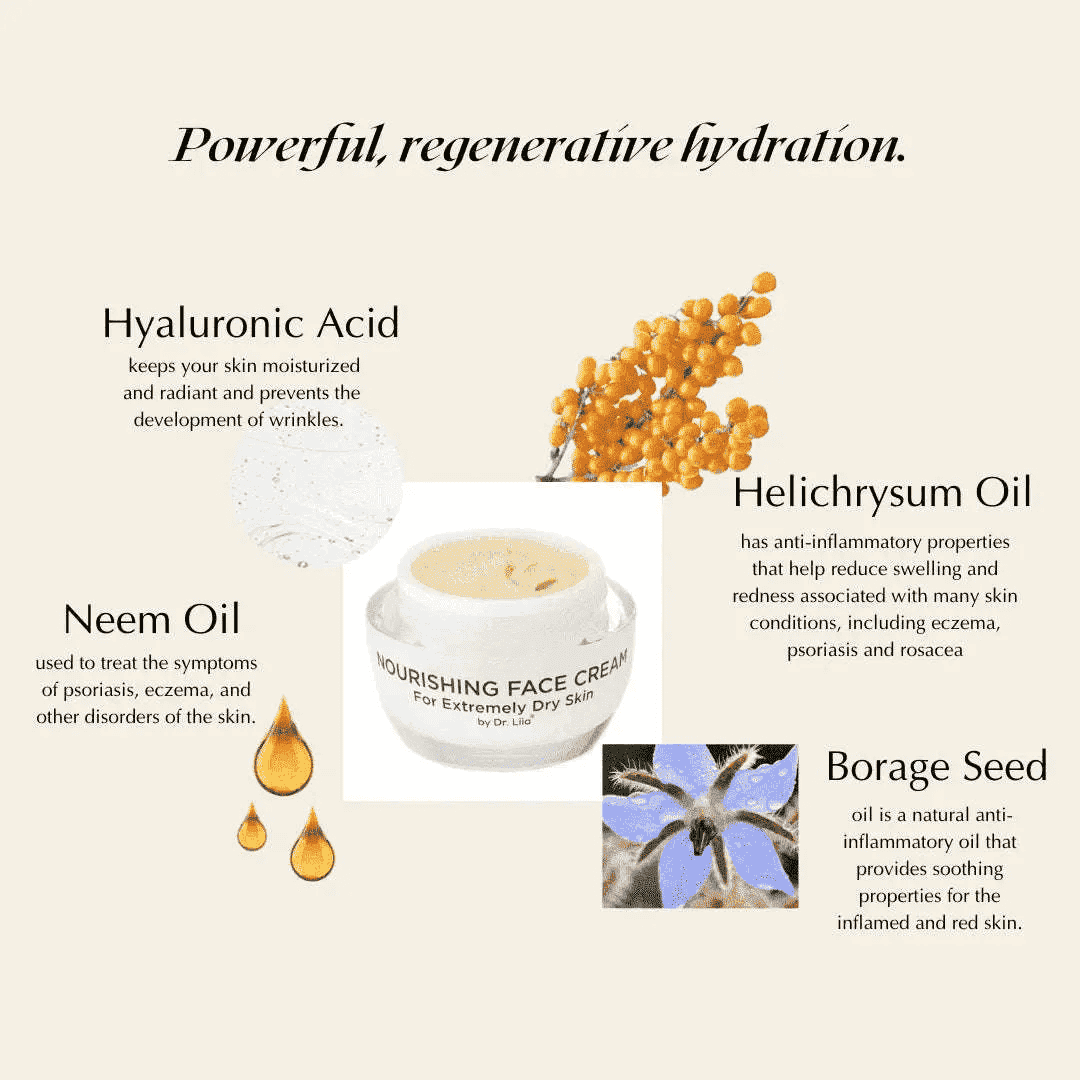 Powerful, regenerative hydration.
Hyaluronic Acid
keeps your skin moisturized
and radiant and prevents the
development of wrinkles.
Helichrysum Oil
has anti-inflammatory properties
that help reduce swelling and
redness associated with many skin
conditions, including eczema,
psoriasis and rosacea
Neem Oil
used to treat the symptoms
of psoriasis, eczema, and
other disorders of the skin.
NOURISHING FACE CREAM
For Extremely Dry Skin
by Dr. Liia®
Borage Seed
oil is a natural anti-
inflammatory oil that
provides soothing
properties for the
inflamed and red skin.